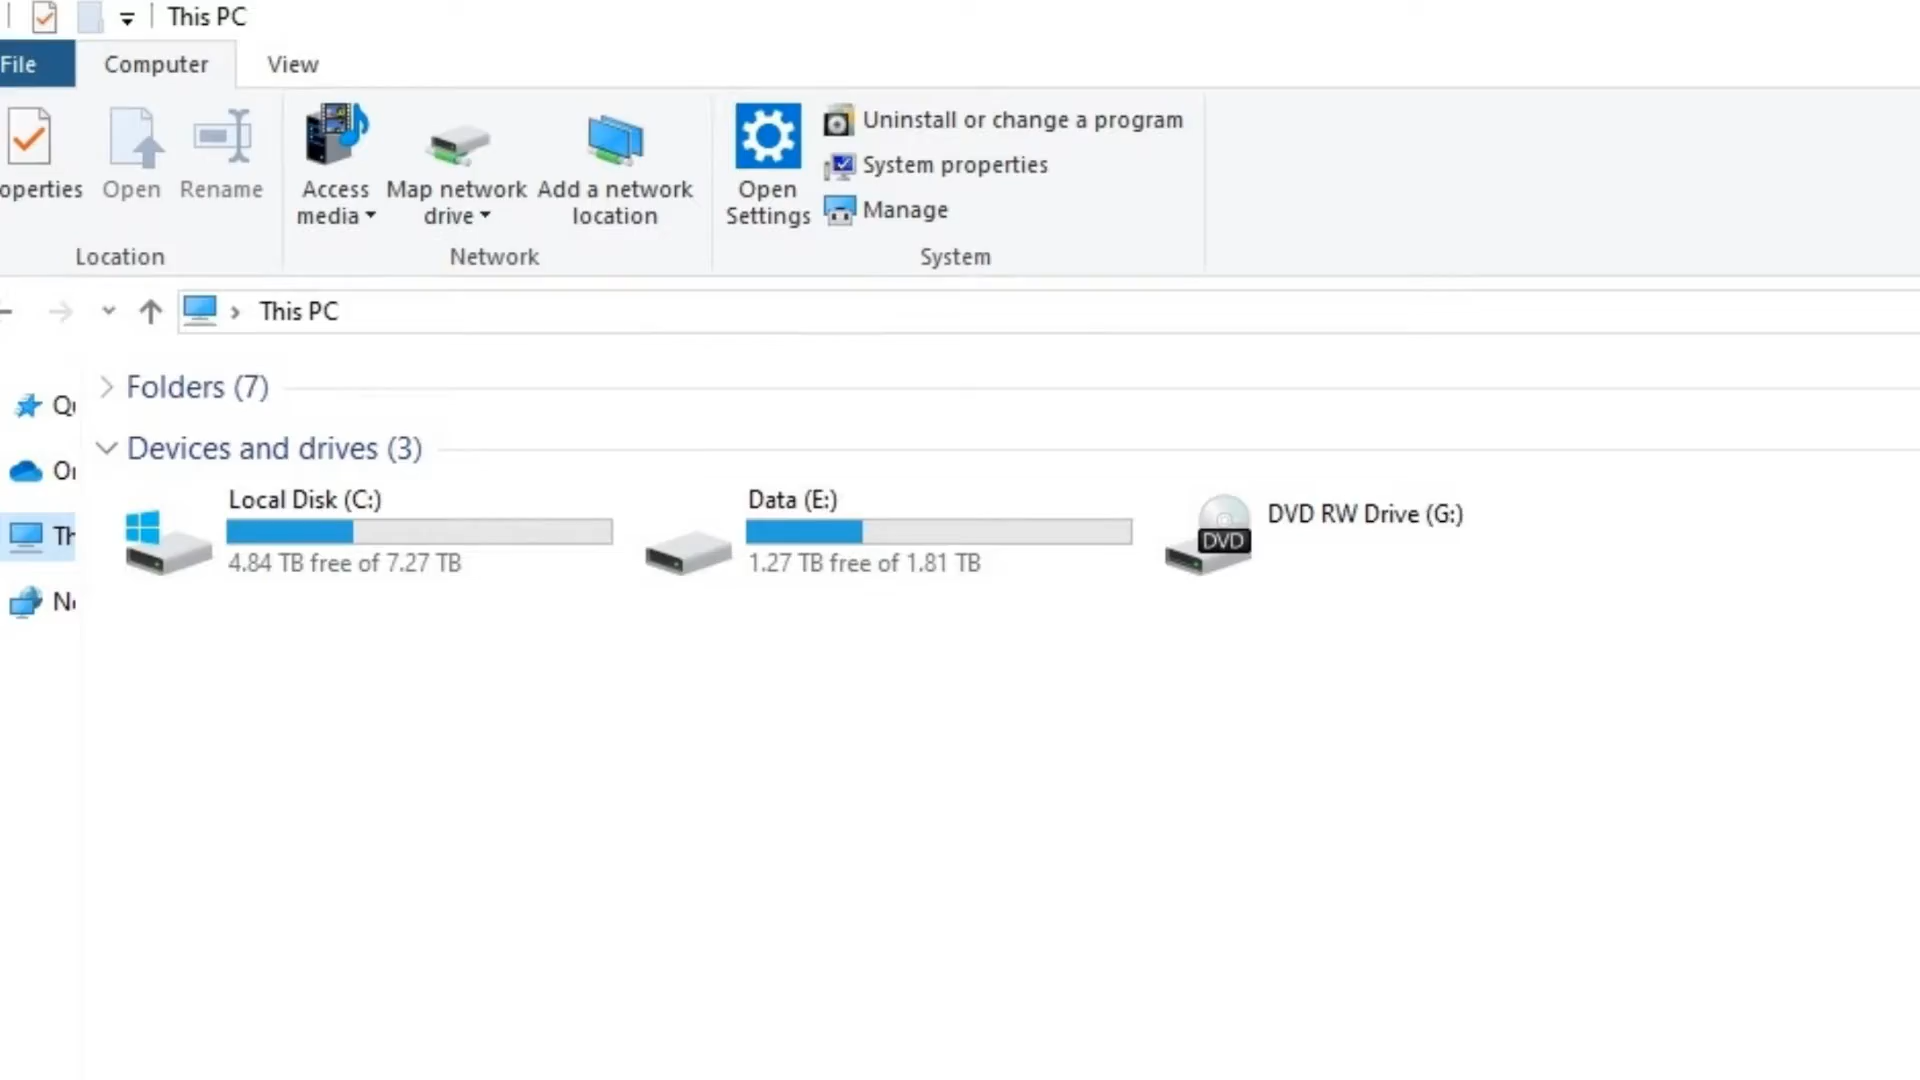 This PC
File
Computer
View
operties
Open
Rename
Access
media
Map network
drive
Add a network
location
Open
Settings
Uninstall or change a program
System properties
Manage
Location
Network
System
This PC
Folders (7)
Devices and drives (3)
Local Disk (C:)
4.84 TB free of 7.27 TB
Data (E:)
1.27 TB free of 1.81 TB
DVD
DVD RW Drive (G:)
Th